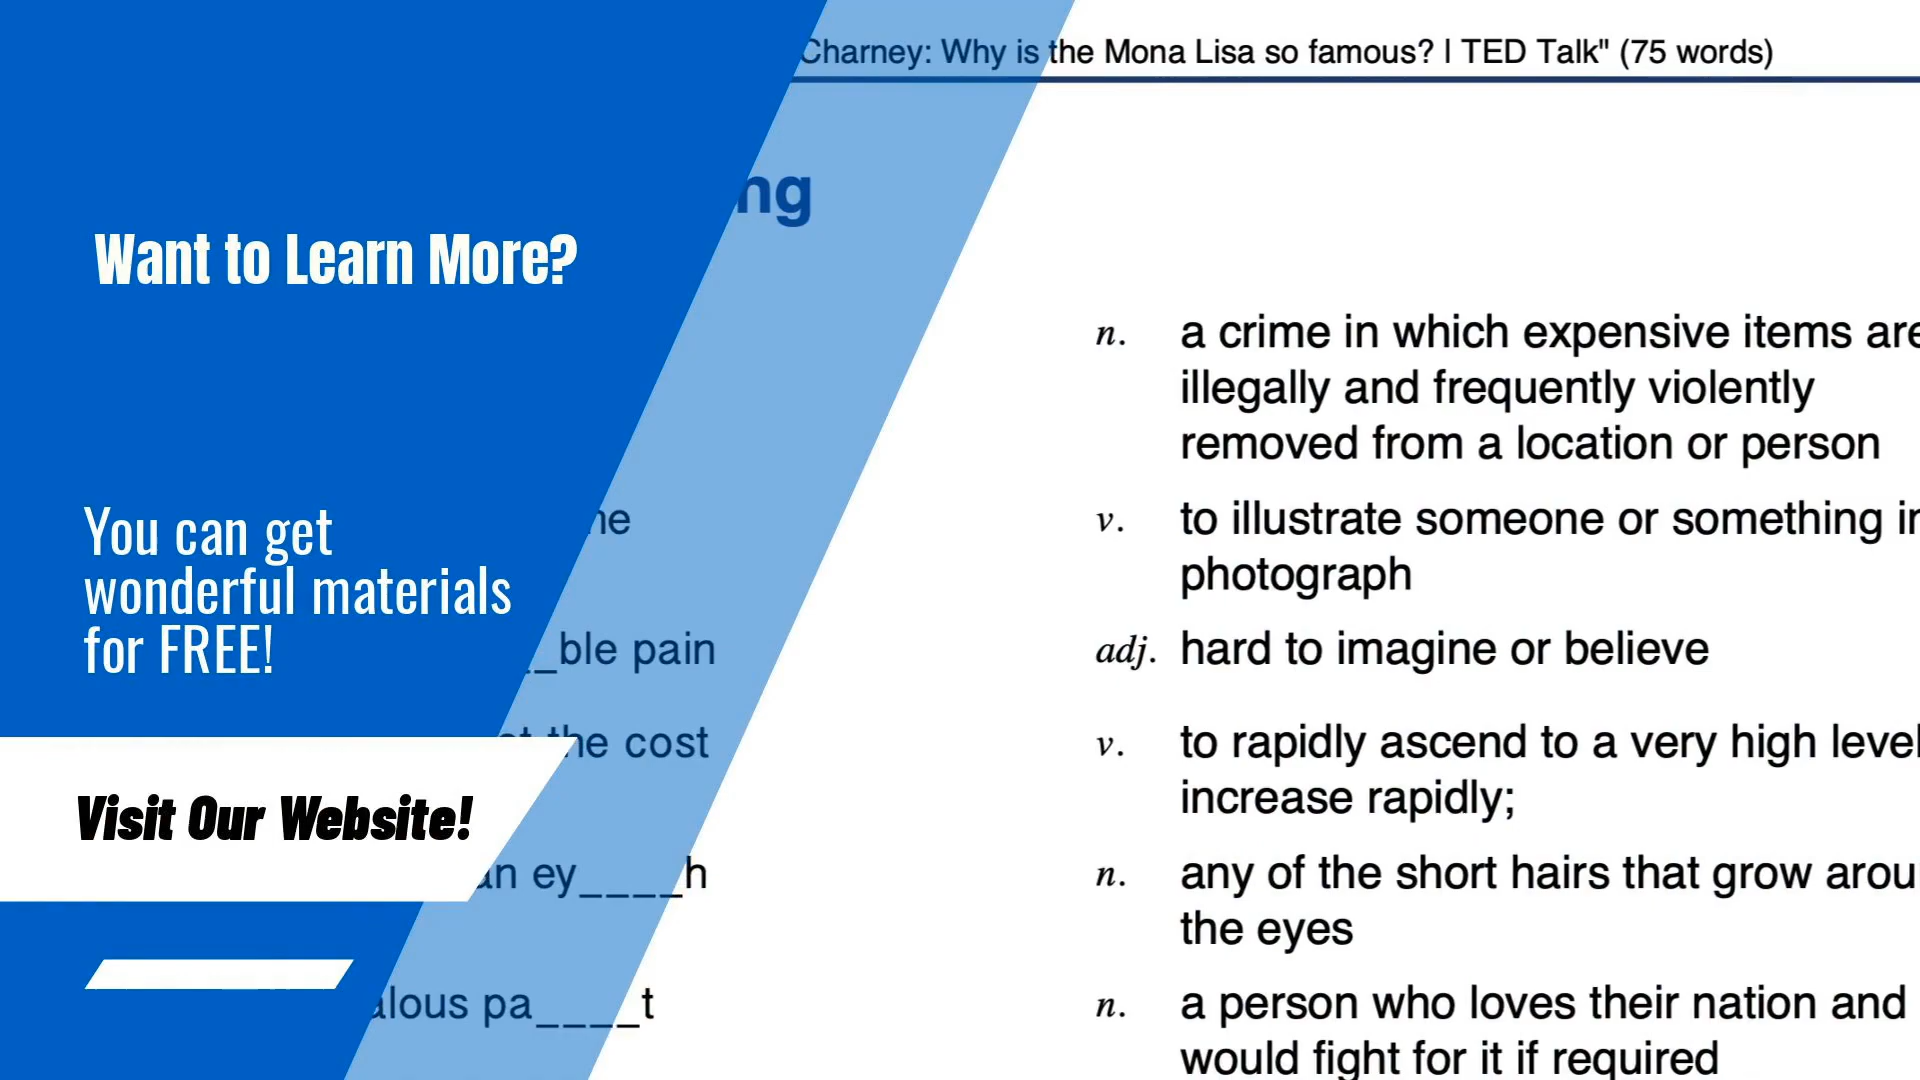 Charney: Why is the Mona Lisa so famous? | TED Talk" (75 words)
ng
Want to Learn More?
You can get
wonderful materials
for FREE!
Visit Our Website!
n. a crime in which expensive items are
illegally and frequently violently
removed from a location or person
ne
v. to illustrate someone or something in
photograph
_ble pain
adj. hard to imagine or believe
the cost
v. to rapidly ascend to a very high level
increase rapidly;
an ey____h
n. any of the short hairs that grow arou
the eyes
alous pa____t
n. a person who loves their nation and
would fight for it if required